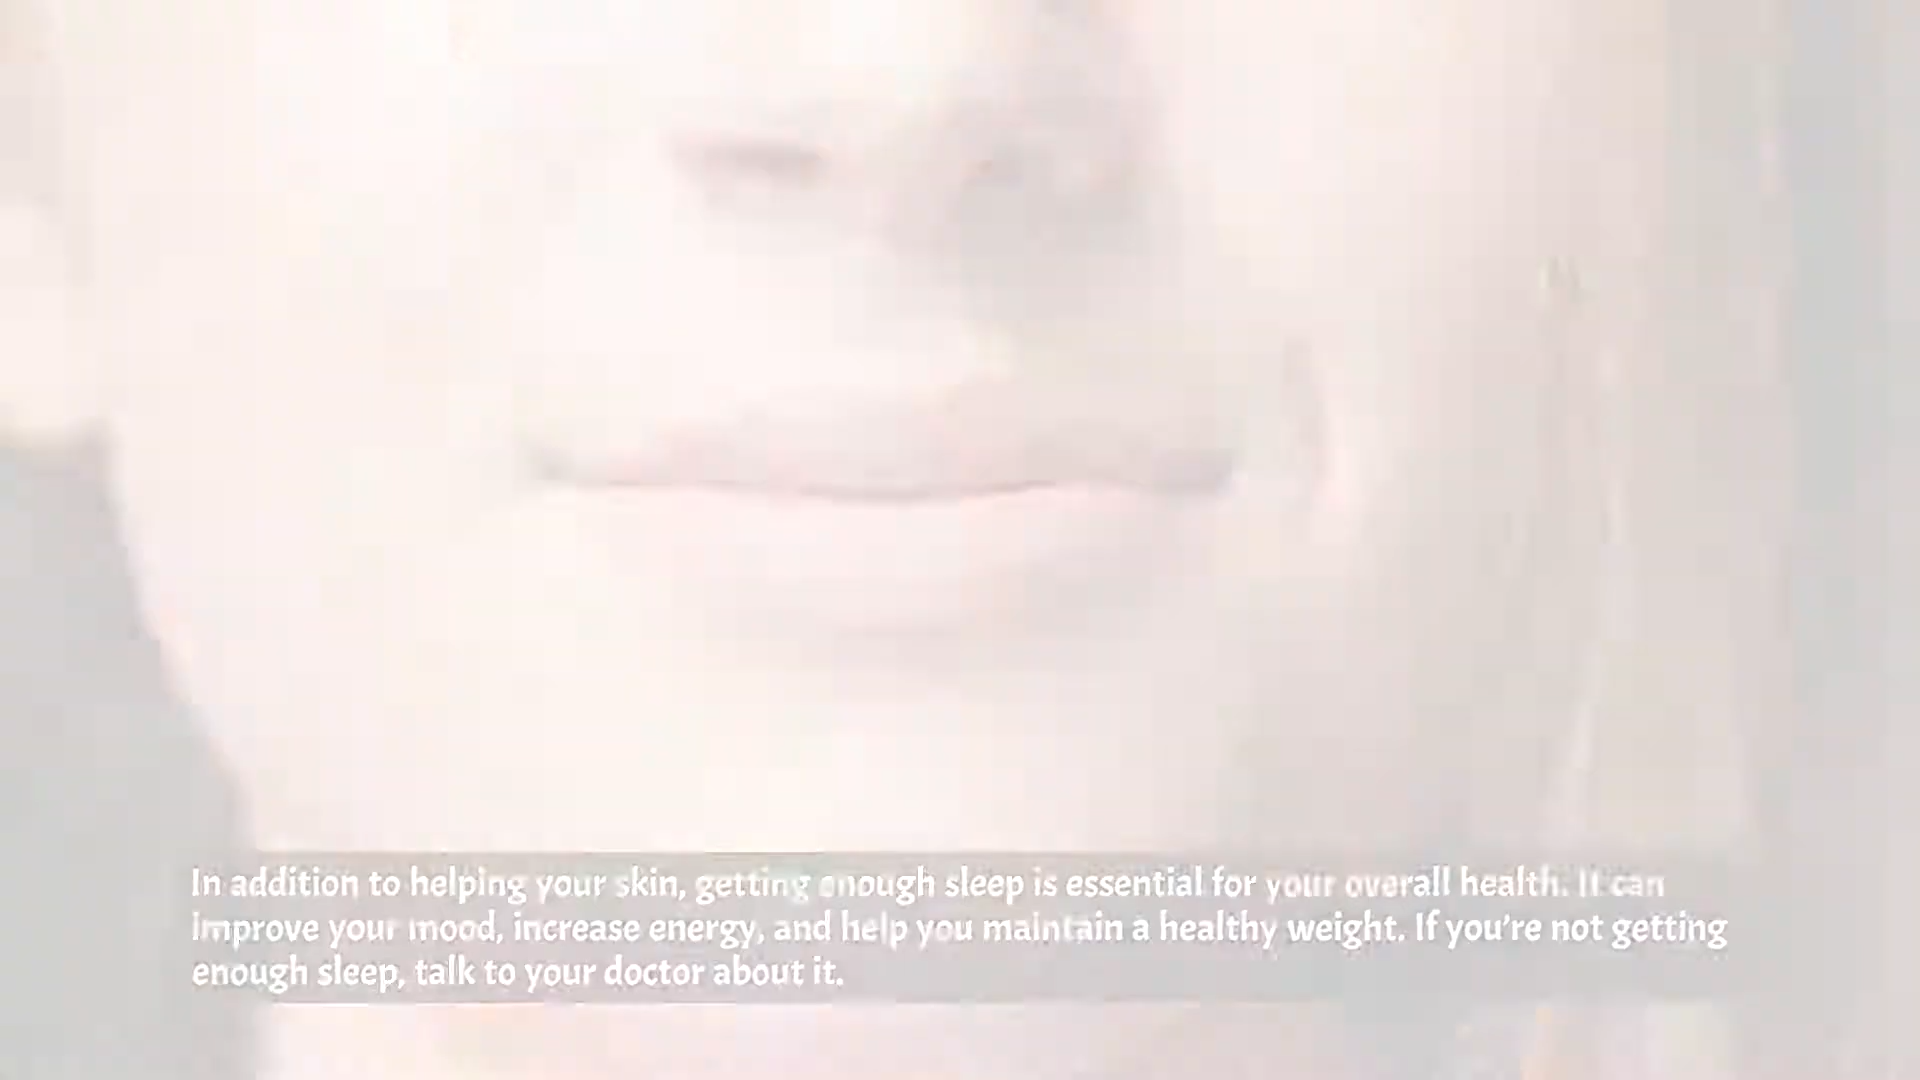 In addition to helping your skin, getting enough sleep is essential for your overall health. It can
improve your mood, increase energy, and help you maintain a healthy weight. If you’re not getting
enough sleep, talk to your doctor about it.